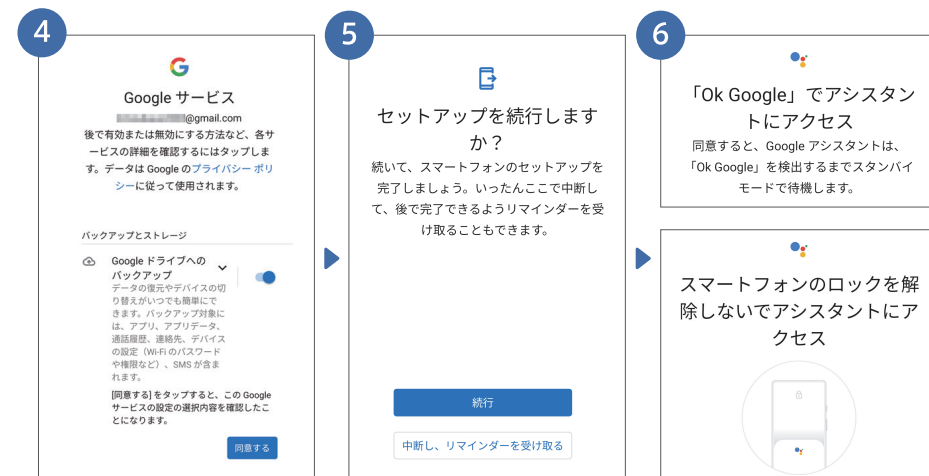 4
Google サービス
@gmail.com
後で有効または無効にする方法など、各サ
ービスの詳細を確認するにはタップしま
す。データは Google のプライバシー ポリ
シーに従って使用されます。
バックアップとストレージ
Google ドライブへの
バックアップ
データの復元やデバイスの切
り替えがいつでも簡単にで
きます。バックアップ対象に
は、アプリ、アプリデータ、
通話履歴、連絡先、デバイス
の設定（Wi-Fi のパスワード
や権限など）、SMS が含ま
れます。
[同意する] をタップすると、この Google
サービスの設定の選択内容を確認したこ
とになります。
同意する
5
セットアップを続行します
か？
続いて、スマートフォンのセットアップを
完了しましょう。いったんここで中断し
て、後で完了できるようリマインダーを受
け取ることもできます。
続行
中断し、リマインダーを受け取る
6
「Ok Google」でアシスタン
トにアクセス
同意すると、Google アシスタントは、
「Ok Google」を検出するまでスタンバイ
モードで待機します。
スマートフォンのロックを解
除しないでアシスタントにア
クセス